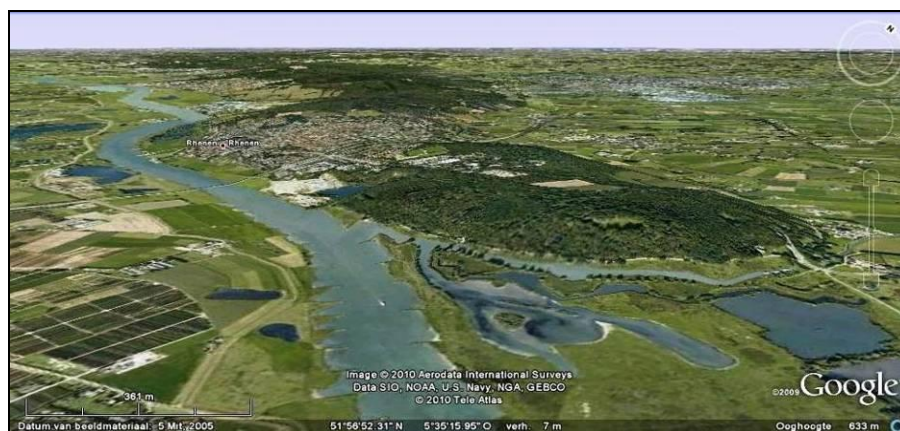 N
Rhenen Rhenen
Image © 2010 Aerodata International Surveys
Data SIO, NOAA, U.S. Navy, NGA, GEBCO
© 2010 Tele Atlas
©2009 Google
361 m
Datum van beeldmateriaal: 5 Mrt, 2005 51°56'52.31" N 5°35'15.95" O verh. 7 m Ooghoogte 633 m